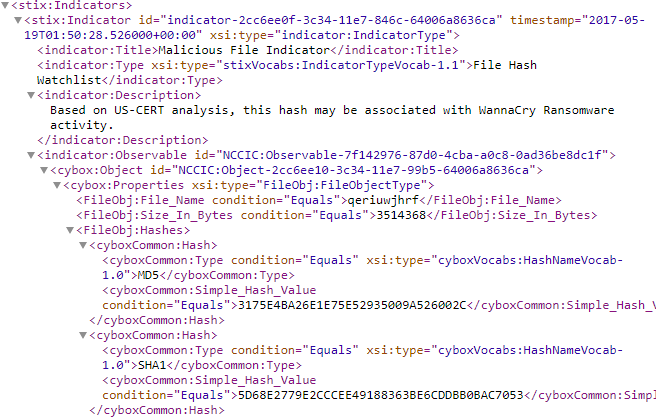 <stix:Indicators>
<stix:Indicator id="indicator-2cc6ee0f-3c34-11e7-846c-64006a8636ca" timestamp="2017-05-
19T01:50:28.526000+00:00" xsi:type="indicator:IndicatorType">
<indicator:Title>Malicious File Indicator</indicator:Title>
<indicator:Type xsi:type="stixVocabs:IndicatorTypeVocab-1.1">File Hash
Watchlist</indicator:Type>
<indicator:Description>
Based on US-CERT analysis, this hash may be associated with WannaCry Ransomware
activity.
</indicator:Description>
<indicator:Observable id="NCCIC:Observable-7f142976-87d0-4cba-a0c8-0ad36be8dc1f">
<cybox:Object id="NCCIC:Object-2cc6ee10-3c34-11e7-99b5-64006a8636ca">
<cybox:Properties xsi:type="FileObj:FileObjectType">
<FileObj:File_Name condition="Equals">qeriuwjhrf</FileObj:File_Name>
<FileObj:Size_In_Bytes condition="Equals">3514368</FileObj:Size_In_Bytes>
<FileObj:Hashes>
<cyboxCommon:Hash>
<cyboxCommon:Type condition="Equals" xsi:type="cyboxVocabs:HashNameVocab-
1.0">MD5</cyboxCommon:Type>
<cyboxCommon:Simple_Hash_Value
condition="Equals">3175E4BA26E1E75E52935009A526002C</cyboxCommon:Simple_Hash_V
</cyboxCommon:Hash>
<cyboxCommon:Hash>
<cyboxCommon:Type condition="Equals" xsi:type="cyboxVocabs:HashNameVocab-
1.0">SHA1</cyboxCommon:Type>
<cyboxCommon:Simple_Hash_Value
condition="Equals">5D68E2779E2CCCEE49188363BE6CDDBB0BAC7053</cyboxCommon:Sim
</cyboxCommon:Hash>